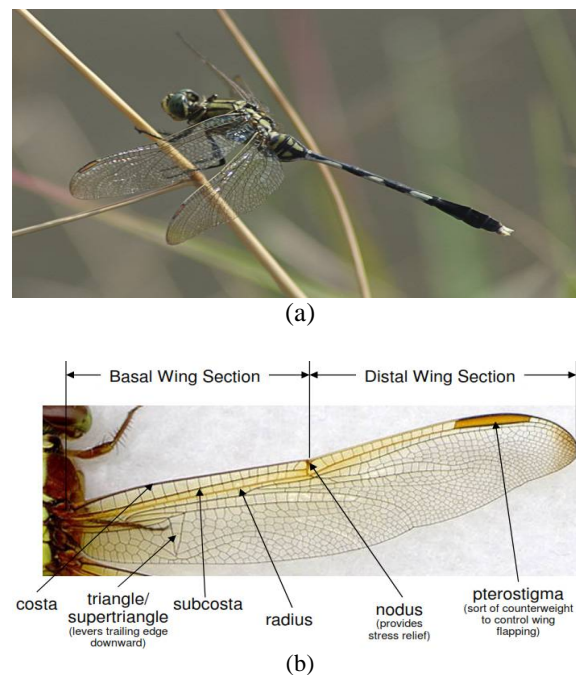 (a)
Basal Wing Section Distal Wing Section
costa
triangle/
supertriangle
(levers trailing edge
downward)
subcosta
radius
nodus
(provides
stress relief)
pterostigma
(sort of counterweight
to control wing
flapping)
(b)